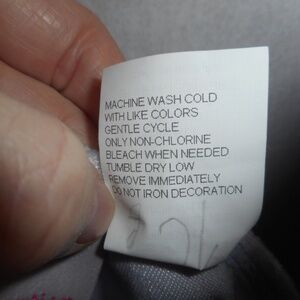 MACHINE WASH COLD
WITH LIKE COLORS
GENTLE CYCLE
ONLY NON-CHLORINE
BLEACH WHEN NEEDED
TUMBLE DRY LOW
REMOVE IMMEDIATELY
DO NOT IRON DECORATION